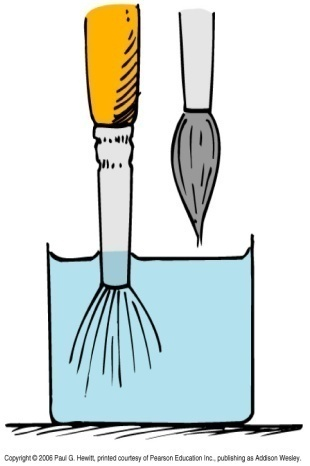 Copyright © 2006 Paul G. Hewitt, printed courtesy of Pearson Education Inc., publishing as Addison Wesley.